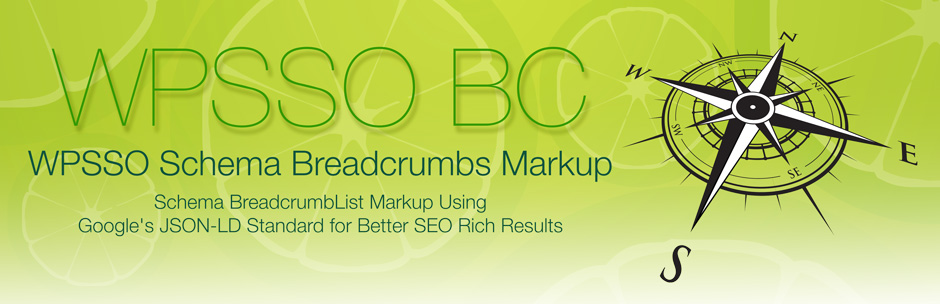 WPSSO BC
WPSSO Schema Breadcrumbs Markup
Schema BreadcrumbList Markup Using
Google's JSON-LD Standard for Better SEO Rich Results
N
W
NW
NE
E
SW
SE
S